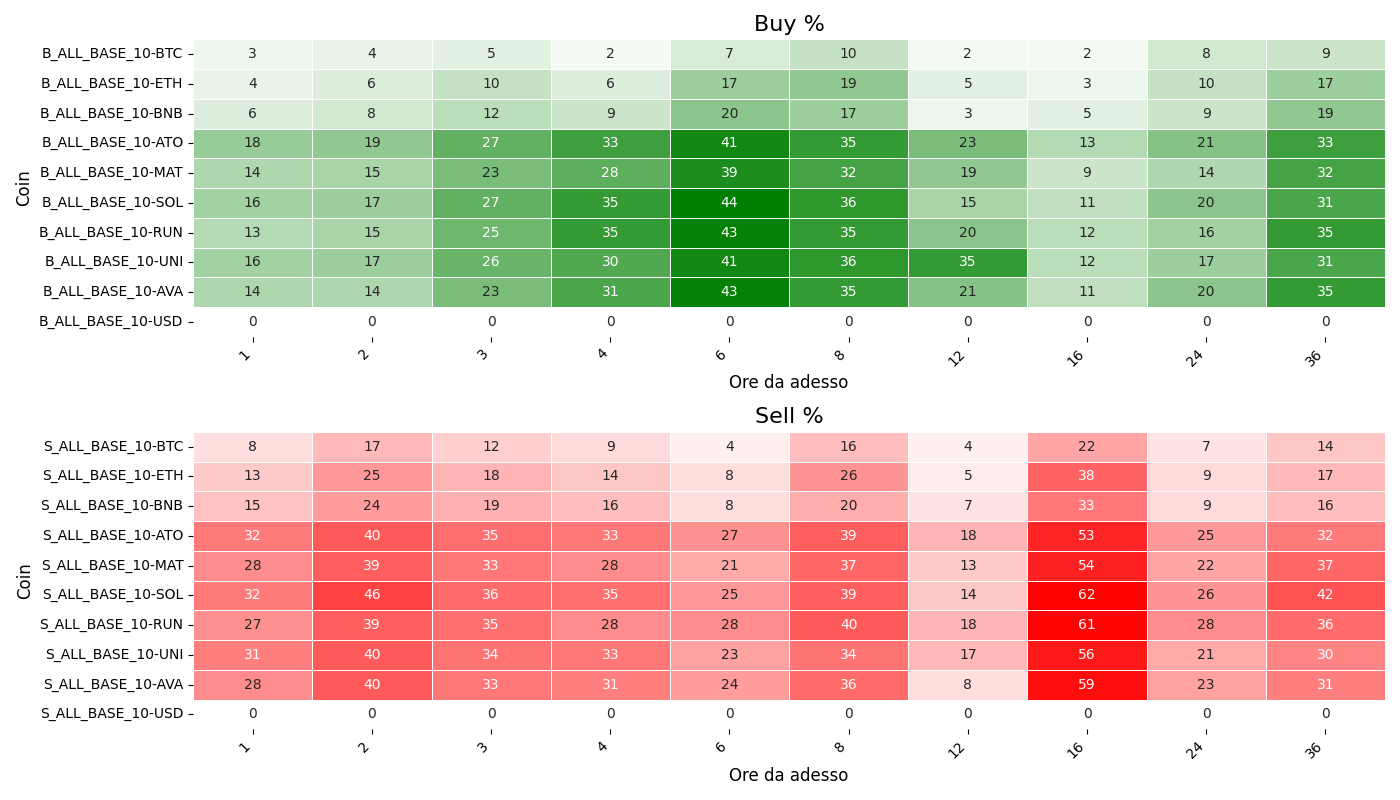 Buy %
Coin
B_ALL_BASE_10-BTC 3 4 5 2 7 10 2 2 8 9
B_ALL_BASE_10-ETH 4 6 10 6 17 19 5 3 10 17
B_ALL_BASE_10-BNB 6 8 12 9 20 17 3 5 9 19
B_ALL_BASE_10-ATO 18 19 27 33 41 35 23 13 21 33
B_ALL_BASE_10-MAT 14 15 23 28 39 32 19 9 14 32
B_ALL_BASE_10-SOL 16 17 27 35 44 36 15 11 20 31
B_ALL_BASE_10-RUN 13 15 25 35 43 35 20 12 16 35
B_ALL_BASE_10-UNI 16 17 26 30 41 36 35 12 17 31
B_ALL_BASE_10-AVA 14 14 23 31 43 35 21 11 20 35
B_ALL_BASE_10-USD 0 0 0 0 0 0 0 0 0 0
1 2 3 4 6 8 12 16 24 36
Ore da adesso
Sell %
Coin
S_ALL_BASE_10-BTC 8 17 12 9 4 16 4 22 7 14
S_ALL_BASE_10-ETH 13 25 18 14 8 26 5 38 9 17
S_ALL_BASE_10-BNB 15 24 19 16 8 20 7 33 9 16
S_ALL_BASE_10-ATO 32 40 35 33 27 39 18 53 25 32
S_ALL_BASE_10-MAT 28 39 33 28 21 37 13 54 22 37
S_ALL_BASE_10-SOL 32 46 36 35 25 39 14 62 26 42
S_ALL_BASE_10-RUN 27 39 35 28 28 40 18 61 28 36
S_ALL_BASE_10-UNI 31 40 34 33 23 34 17 56 21 30
S_ALL_BASE_10-AVA 28 40 33 31 24 36 8 59 23 31
S_ALL_BASE_10-USD 0 0 0 0 0 0 0 0 0 0
1 2 3 4 6 8 12 16 24 36
Ore da adesso